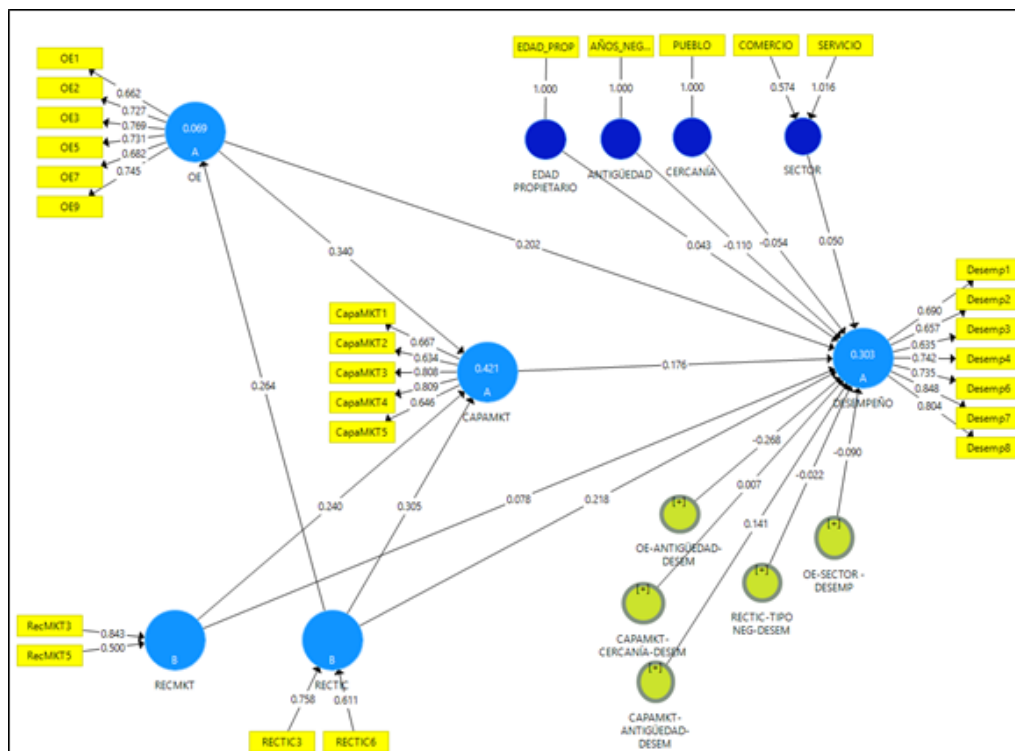 EDAD_PROP
AÑOS_NEG...
PUEBLO
COMERCIO
SERVICIO
1.000
1.000
1.000
0.574
1.016
EDAD
PROPIETARIO
ANTIGÜEDAD
CERCANÍA
SECTOR
OE1
OE2
OE3
OE5
OE7
OE9
0.662
0.727
0.769
0.731
0.682
0.745
0.069
A
OE
0.043
-0.110
-0.054
0.050
0.202
0.340
0.264
CapaMKT1
CapaMKT2
CapaMKT3
CapaMKT4
CapaMKT5
0.667
0.634
0.808
0.809
0.646
0.421
A
CAPAMKT
0.176
0.303
A
DESEMPEÑO
0.690
0.657
0.635
0.742
0.735
0.848
0.804
Desemp1
Desemp2
Desemp3
Desemp4
Desemp6
Desemp7
Desemp8
0.240
0.305
0.078
0.218
-0.268
0.007
0.141
-0.022
-0.090
[+]
OE-ANTIGÜEDAD-
DESEM
[+]
OE-SECTOR -
DESEMP
[+]
CAPAMKT-
CERCANÍA-DESEM
[+]
RECTIC-TIPO
NEG-DESEM
[+]
CAPAMKT-
ANTIGÜEDAD-
DESEM
RecMKT3
RecMKT5
0.843
0.500
B
RECMKT
B
RECTIC
0.758
0.611
RECTIC3
RECTIC6